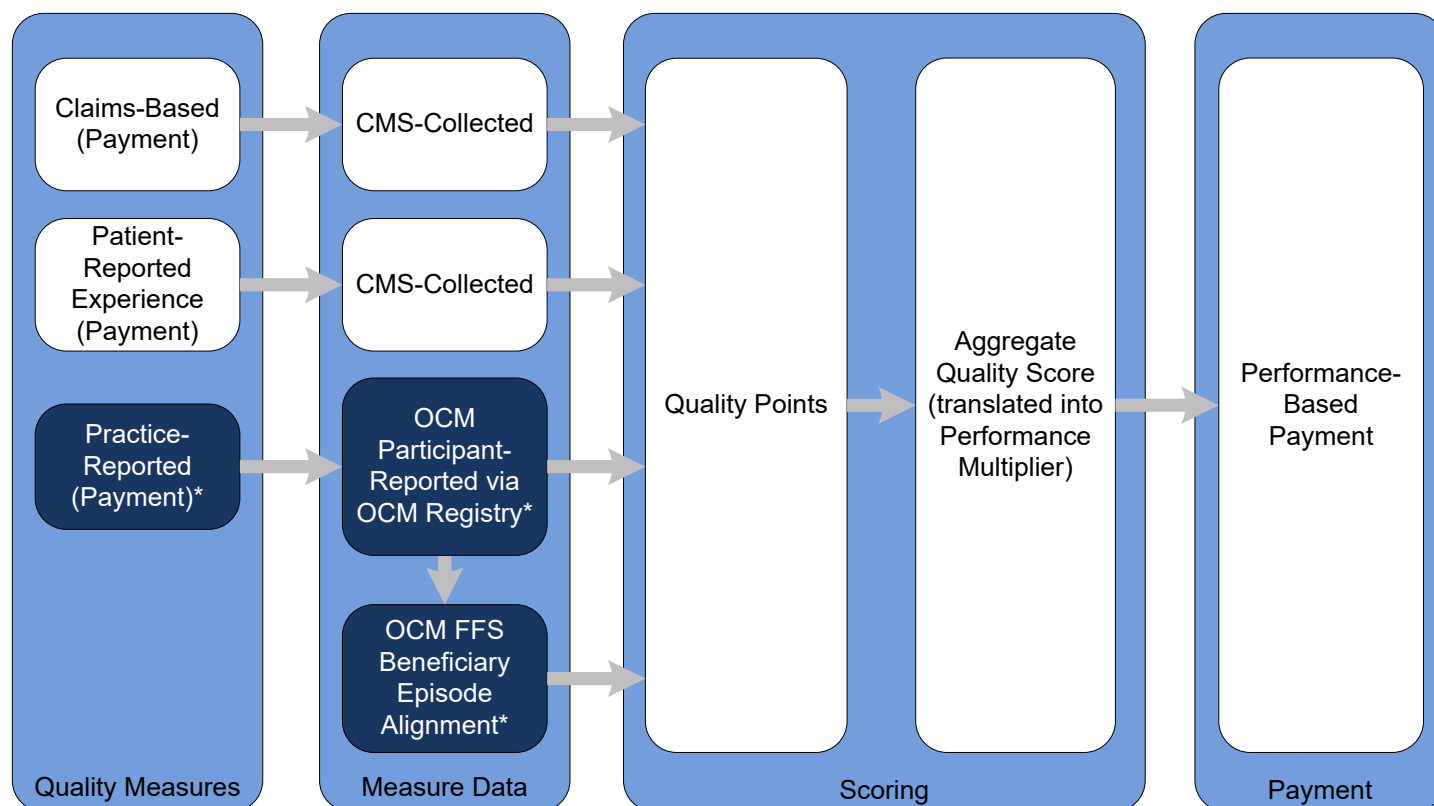 Claims-Based
(Payment)
CMS-Collected
Patient-
Reported
Experience
(Payment)
CMS-Collected
Practice-
Reported
(Payment)*
OCM
Participant-
Reported via
OCM Registry*
OCM FFS
Beneficiary
Episode
Alignment*
Quality Points
Aggregate
Quality Score
(translated into
Performance
Multiplier)
Performance-
Based
Payment
Quality Measures
Measure Data
Scoring
Payment